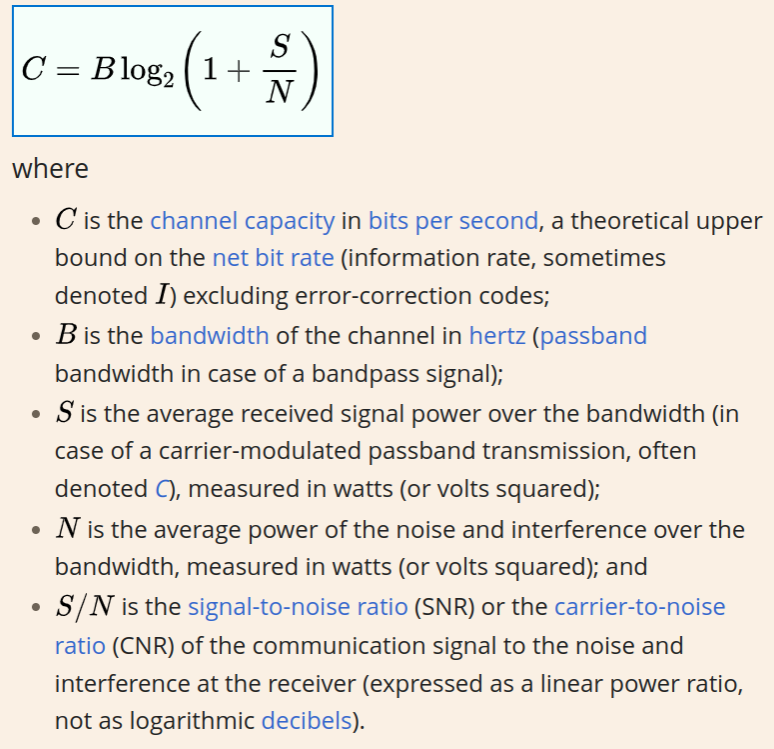 C = B log₂ (1 + S/N)
where
• C is the channel capacity in bits per second, a theoretical upper
bound on the net bit rate (information rate, sometimes
denoted I) excluding error-correction codes;
• B is the bandwidth of the channel in hertz (passband
bandwidth in case of a bandpass signal);
• S is the average received signal power over the bandwidth (in
case of a carrier-modulated passband transmission, often
denoted C), measured in watts (or volts squared);
• N is the average power of the noise and interference over the
bandwidth, measured in watts (or volts squared); and
• S/N is the signal-to-noise ratio (SNR) or the carrier-to-noise
ratio (CNR) of the communication signal to the noise and
interference at the receiver (expressed as a linear power ratio,
not as logarithmic decibels).